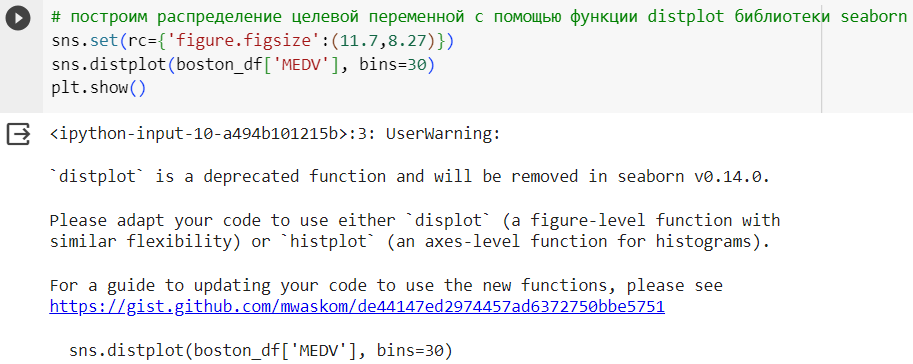 # построим распределение целевой переменной с помощью функции distplot библиотеки seaborn
sns.set(rc={'figure.figsize':(11.7,8.27)})
sns.distplot(boston_df['MEDV'], bins=30)
plt.show()
<ipython-input-10-a494b101215b>:3: UserWarning:
`distplot` is a deprecated function and will be removed in seaborn v0.14.0.
Please adapt your code to use either `displot` (a figure-level function with
similar flexibility) or `histplot` (an axes-level function for histograms).
For a guide to updating your code to use the new functions, please see
https://gist.github.com/mwaskom/de44147ed2974457ad6372750bbe5751
sns.distplot(boston_df['MEDV'], bins=30)